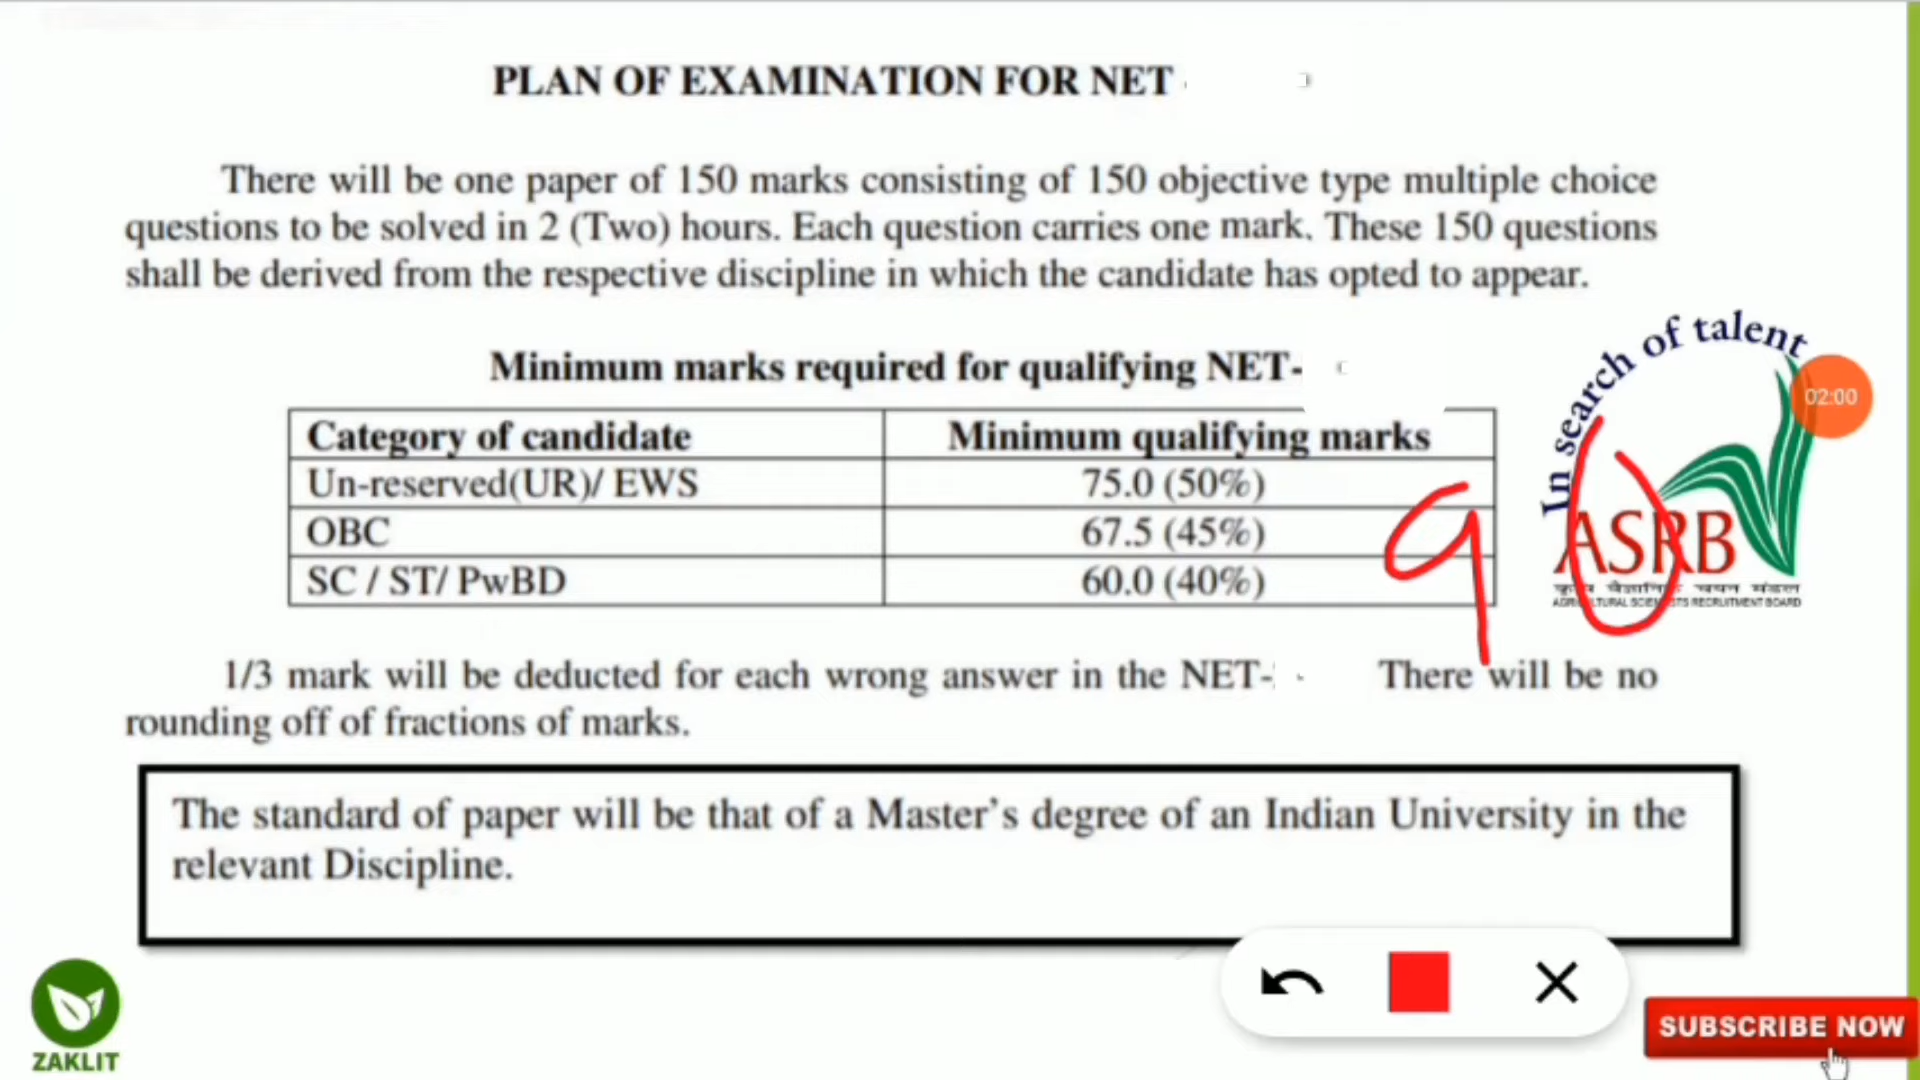 PLAN OF EXAMINATION FOR NET
There will be one paper of 150 marks consisting of 150 objective type multiple choice
questions to be solved in 2 (Two) hours. Each question carries one mark. These 150 questions
shall be derived from the respective discipline in which the candidate has opted to appear.
Minimum marks required for qualifying NET-
Category of candidate Minimum qualifying marks
Un-reserved(UR)/ EWS 75.0 (50%)
OBC 67.5 (45%)
SC / ST/ PwBD 60.0 (40%)
90
In search of talent
02:00
ASRB
AGRICULTURAL SCIENTISTS RECRUITMENT BOARD
1/3 mark will be deducted for each wrong answer in the NET- There will be no
rounding off of fractions of marks.
The standard of paper will be that of a Master's degree of an Indian University in the
relevant Discipline.
ZAKLIT
SUBSCRIBE NOW